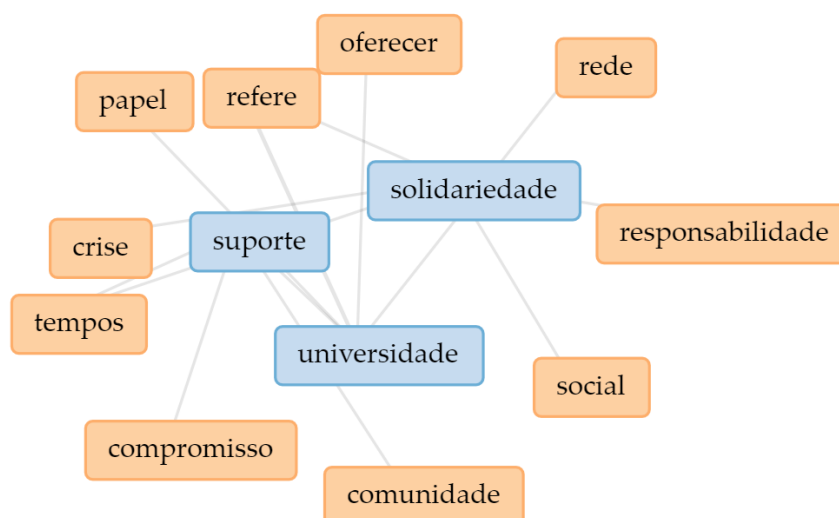 oferecer
rede
papel
refere
solidariedade
responsabilidade
suporte
crise
tempos
universidade
social
compromisso
comunidade